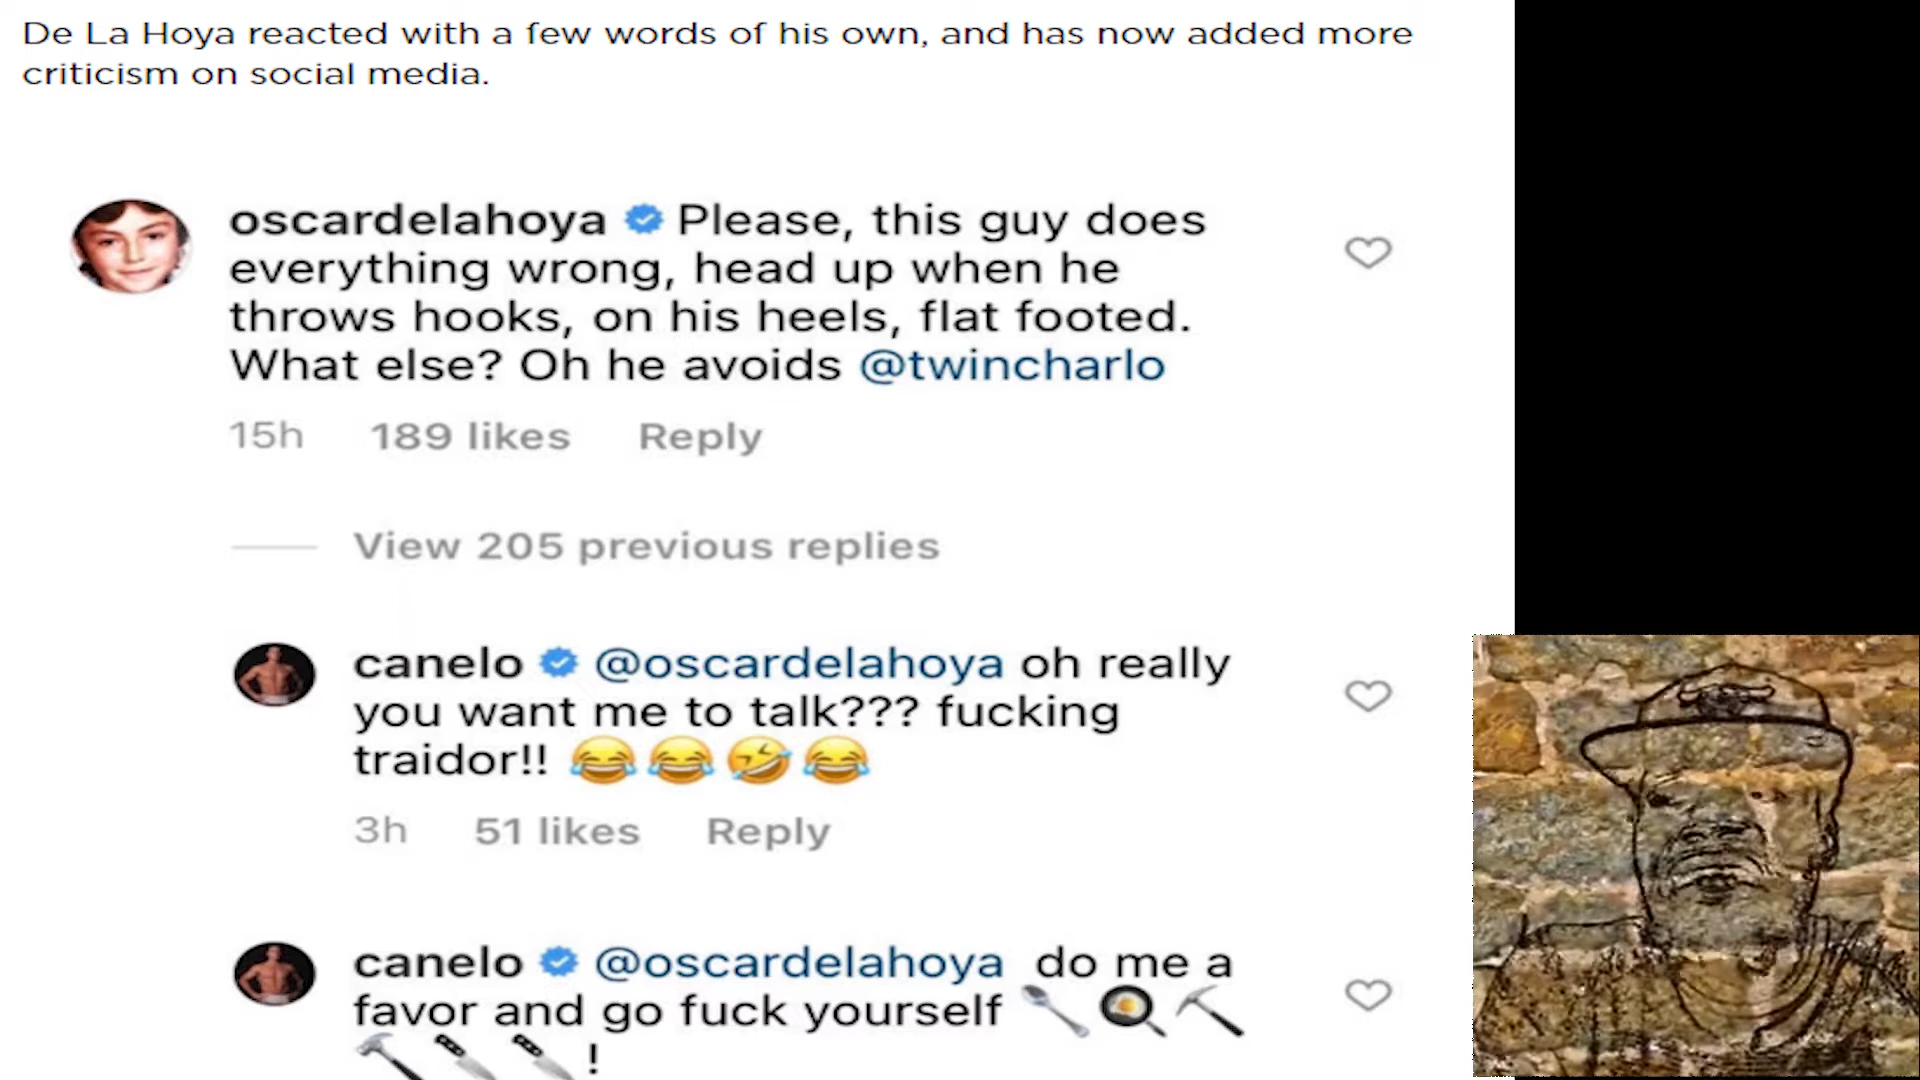 De La Hoya reacted with a few words of his own, and has now added more
criticism on social media.
oscardelahoya Please, this guy does
everything wrong, head up when he
throws hooks, on his heels, flat footed.
What else? Oh he avoids @twincharlo
15h 189 likes Reply
View 205 previous replies
canelo @oscardelahoya oh really
you want me to talk??? fucking
traidor!! 😂😂🤣😂
3h 51 likes Reply
canelo @oscardelahoya do me a
favor and go fuck yourself 🥄🍳⛏
🔨🔪🔪!